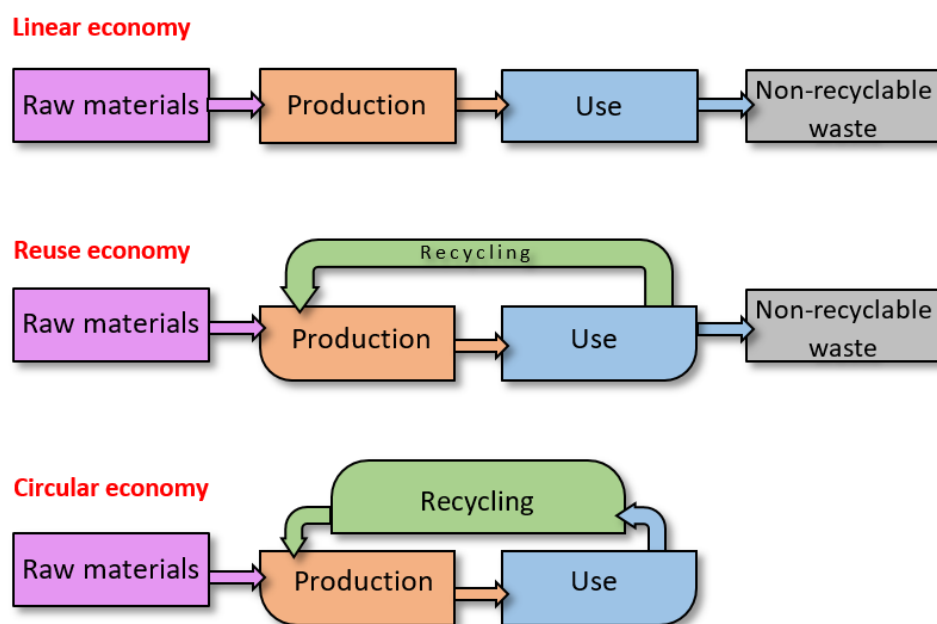 Linear economy
Raw materials
Production
Use
Non-recyclable
waste
Reuse economy
Recycling
Raw materials
Production
Use
Non-recyclable
waste
Circular economy
Recycling
Raw materials
Production
Use